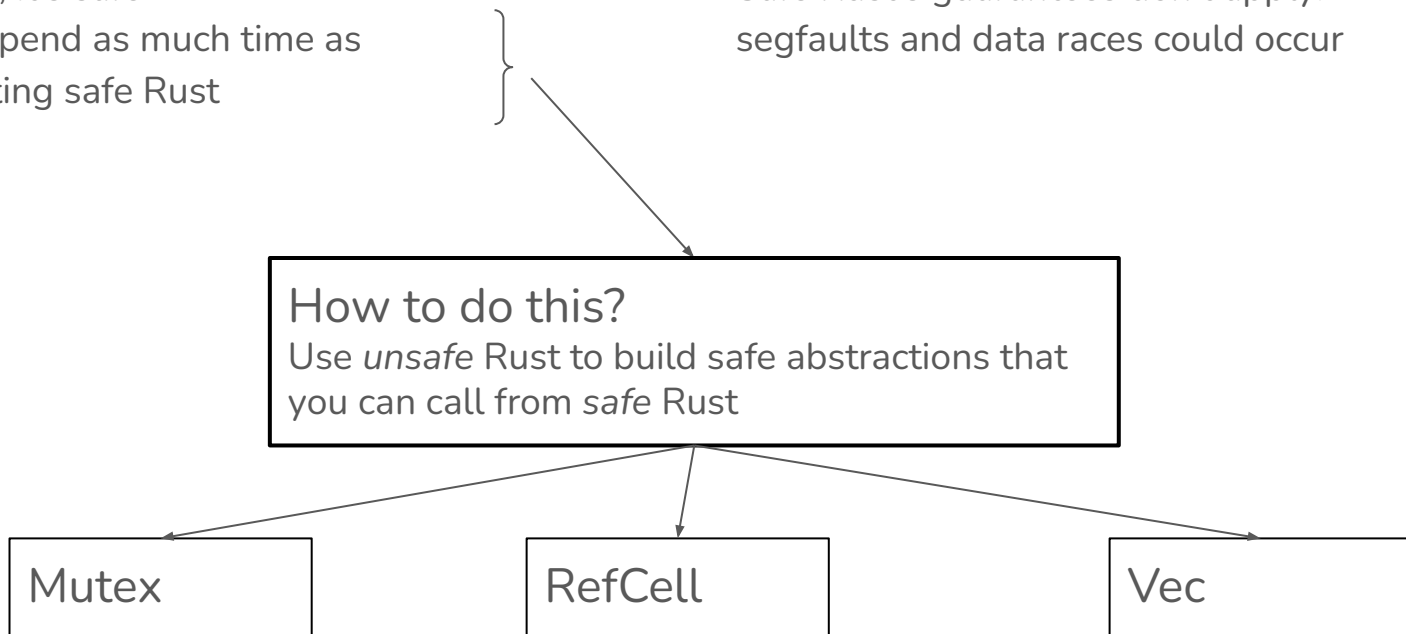 pend as much time as
ting safe Rust
segfaults and data races could occur
How to do this?
Use unsafe Rust to build safe abstractions that
you can call from safe Rust
Mutex
RefCell
Vec